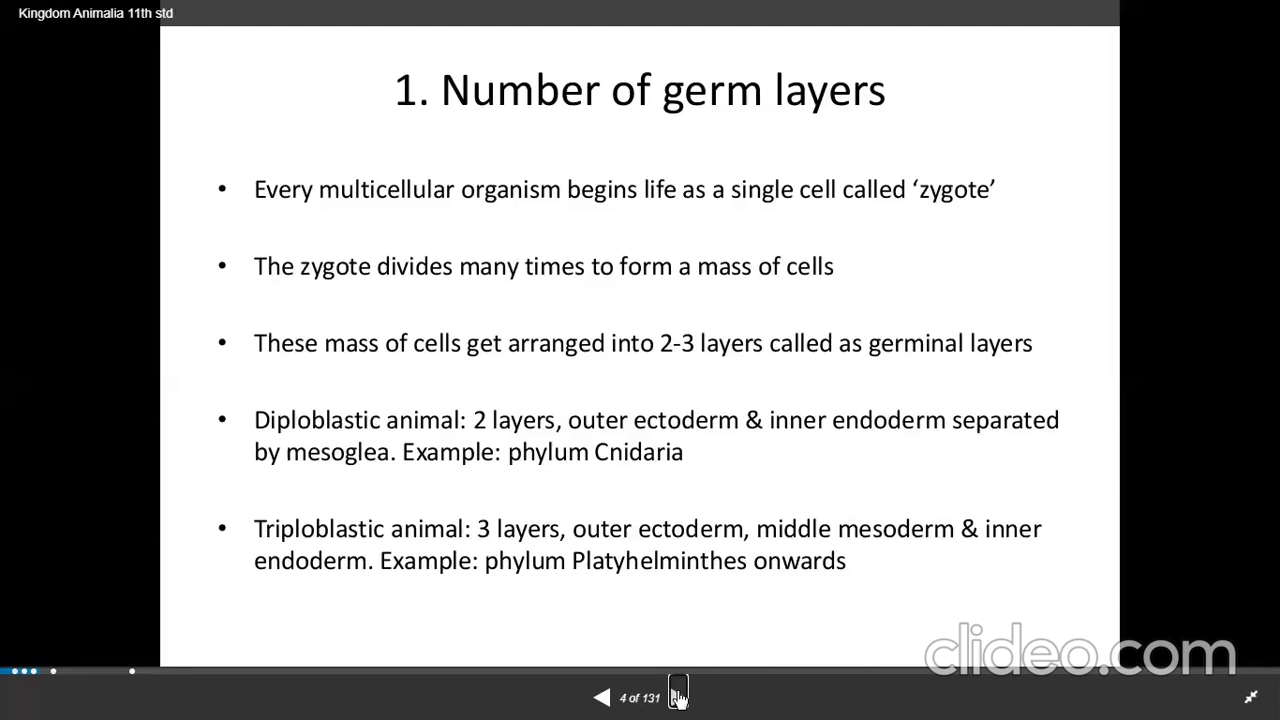 Kingdom Animalia 11th std
1. Number of germ layers
• Every multicellular organism begins life as a single cell called ‘zygote’
• The zygote divides many times to form a mass of cells
• These mass of cells get arranged into 2-3 layers called as germinal layers
• Diploblastic animal: 2 layers, outer ectoderm & inner endoderm separated
by mesoglea. Example: phylum Cnidaria
• Triploblastic animal: 3 layers, outer ectoderm, middle mesoderm & inner
endoderm. Example: phylum Platyhelminthes onwards
clideo.com
4 of 131